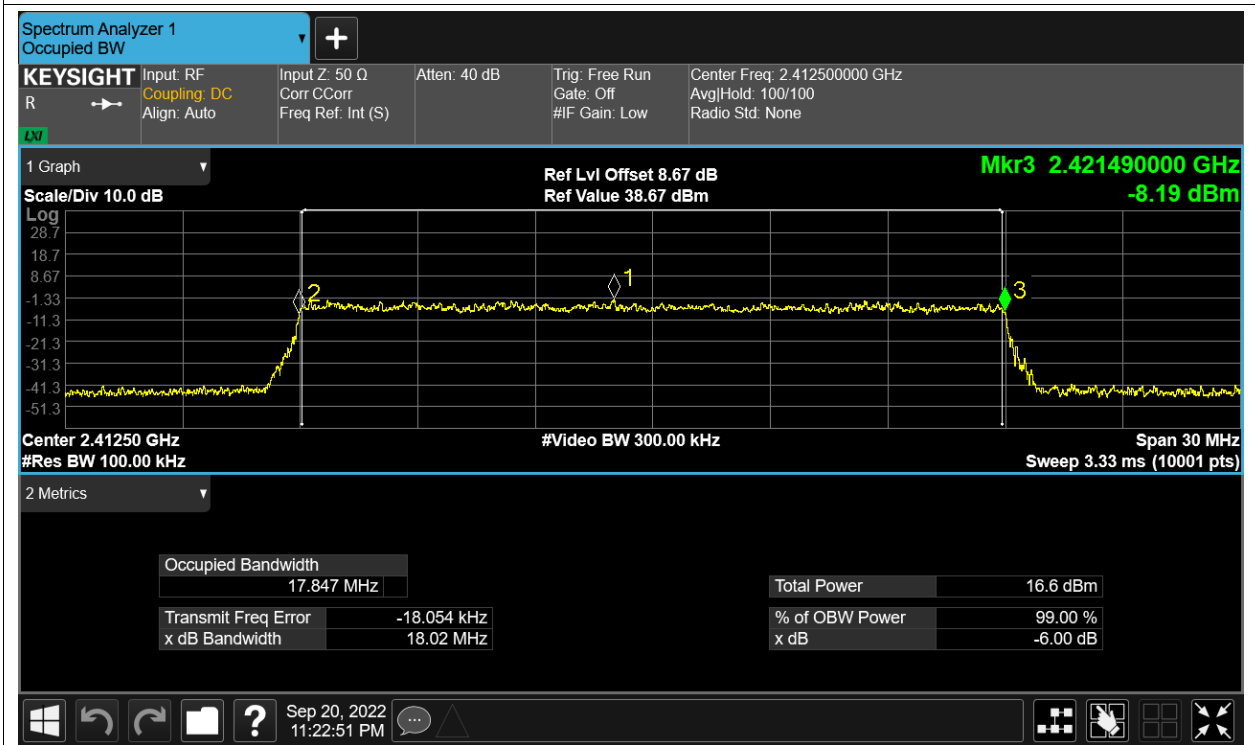 Spectrum Analyzer 1
Occupied BW
KEYSIGHT
R
LXI
Input: RF
Coupling: DC
Align: Auto
Input Z: 50 Ω
Corr CCorr
Freq Ref: Int (S)
Atten: 40 dB
Trig: Free Run
Gate: Off
#IF Gain: Low
Center Freq: 2.412500000 GHz
Avg|Hold: 100/100
Radio Std: None
1 Graph
Scale/Div 10.0 dB
Ref Lvl Offset 8.67 dB
Ref Value 38.67 dBm
Mkr3 2.421490000 GHz
-8.19 dBm
Log
28.7
18.7
8.67
-1.33
-11.3
-21.3
-31.3
-41.3
-51.3
2
1
3
Center 2.41250 GHz
#Res BW 100.00 kHz
#Video BW 300.00 kHz
Span 30 MHz
Sweep 3.33 ms (10001 pts)
2 Metrics
Occupied Bandwidth
17.847 MHz
Transmit Freq Error -18.054 kHz
x dB Bandwidth 18.02 MHz
Total Power 16.6 dBm
% of OBW Power 99.00 %
x dB -6.00 dB
?
Sep 20, 2022
11:22:51 PM